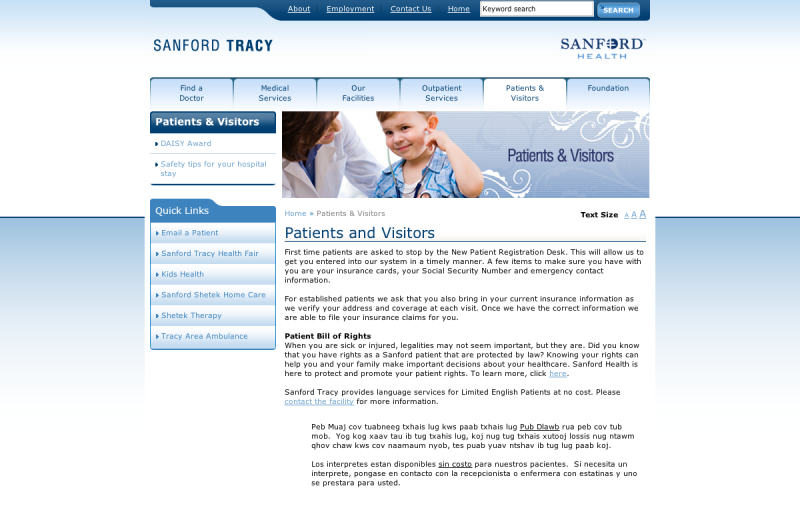 About
Employment
Contact Us
Home
Keyword search
SEARCH
SANFORD TRACY
SANFORD
HEALTH
Find a
Doctor
Medical
Services
Our
Facilities
Outpatient
Services
Patients &
Visitors
Foundation
Patients & Visitors
DAISY Award
Safety tips for your hospital
stay
Quick Links
Email a Patient
Sanford Tracy Health Fair
Kids Health
Sanford Shetek Home Care
Shetek Therapy
Tracy Area Ambulance
Patients & Visitors
Home » Patients & Visitors
Text Size A A A
Patients and Visitors
First time patients are asked to stop by the New Patient Registration Desk. This will allow us to
get you entered into our system in a timely manner. A few items to make sure you have with
you are your insurance cards, your Social Security Number and emergency contact
information.
For established patients we ask that you also bring in your current insurance information as
we verify your address and coverage at each visit. Once we have the correct information we
are able to file your insurance claims for you.
Patient Bill of Rights
When you are sick or injured, legalities may not seem important, but they are. Did you know
that you have rights as a Sanford patient that are protected by law? Knowing your rights can
help you and your family make important decisions about your healthcare. Sanford Health is
here to protect and promote your patient rights. To learn more, click here.
Sanford Tracy provides language services for Limited English Patients at no cost. Please
contact the facility for more information.
Peb Muaj cov tuabneeg txhais lug kws paab txhais lug Pub Dlawb rua peb cov tub
mob. Yog kog xaav tau ib tug txahis lug, koj nug tug txhais xutooj lossis nug ntawm
qhov chaw kws cov naamaum nyob, tes puab yuav ntshav ib tug lug paab koj.
Los interpretes estan disponibles sin costo para nuestros pacientes. Si necesita un
interprete, pongase en contacto con la recepcionista o enfermera con estatinas y uno
se prestara para usted.